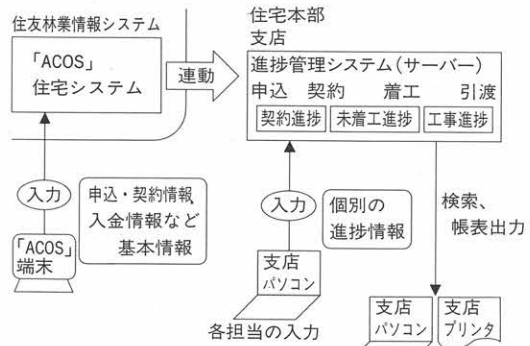 住友林業情報システム
「ACOS」
住宅システム
連動
住宅本部
支店
進捗管理システム(サーバー)
申込 契約 着工 引渡
契約進捗 未着工進捗 工事進捗
入力
申込・契約情報
入金情報など
基本情報
「ACOS」
端末
入力
個別の
進捗情報
支店
パソコン
各担当の入力
検索、
帳表出力
支店
パソコン
支店
プリンタ